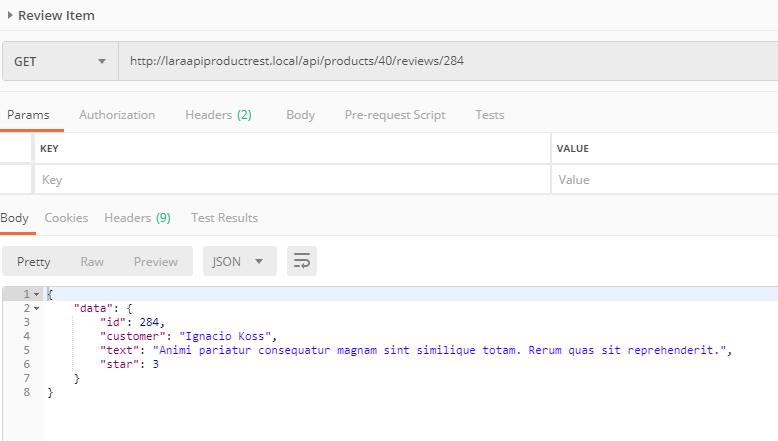 Review Item
GET http://laraapiproductrest.local/api/products/40/reviews/284
Params Authorization Headers (2) Body Pre-request Script Tests
KEY VALUE
Key Value
Body Cookies Headers (9) Test Results
Pretty Raw Preview JSON
1 {
2 "data": {
3 "id": 284,
4 "customer": "Ignacio Koss",
5 "text": "Animi pariatur consequatur magnam sint similique totam. Rerum quas sit reprehenderit.",
6 "star": 3
7 }
8 }